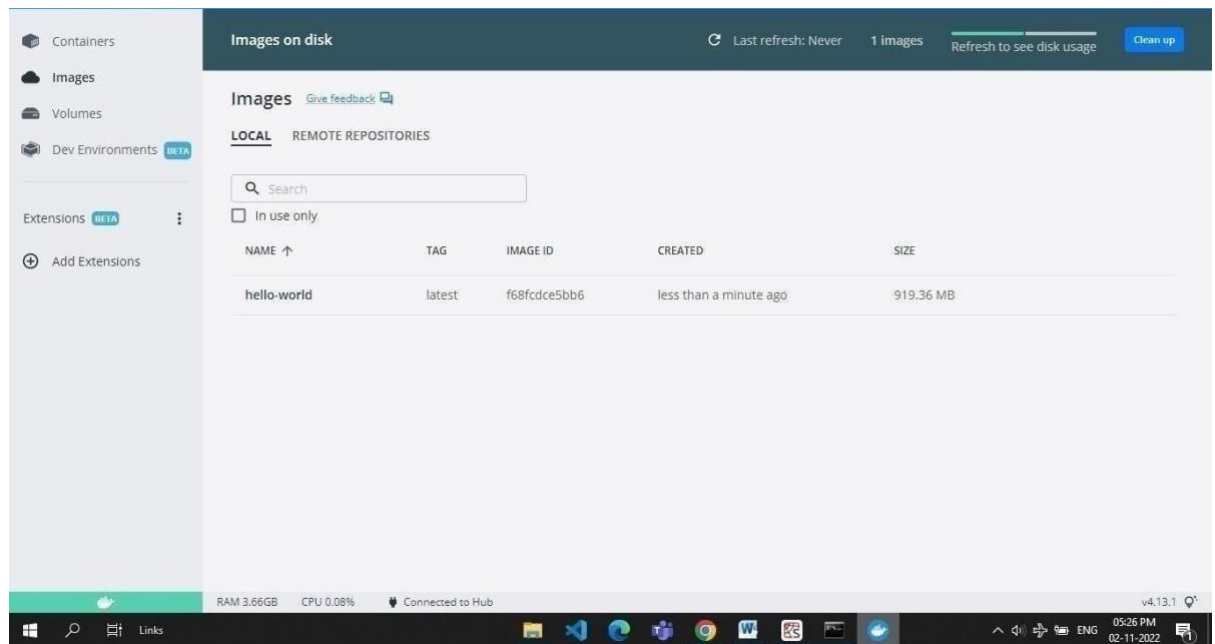 Containers
Images
Volumes
Dev Environments BETA
Extensions BETA
Add Extensions
Images on disk
Last refresh: Never
1 images
Refresh to see disk usage
Clean up
Images Give feedback
LOCAL REMOTE REPOSITORIES
Search
In use only
NAME TAG IMAGE ID CREATED SIZE
hello-world latest f68fcdce5bb6 less than a minute ago 919.36 MB
RAM 3.66GB CPU 0.08% Connected to Hub v4.13.1
Links
ENG
05:26 PM
02-11-2022